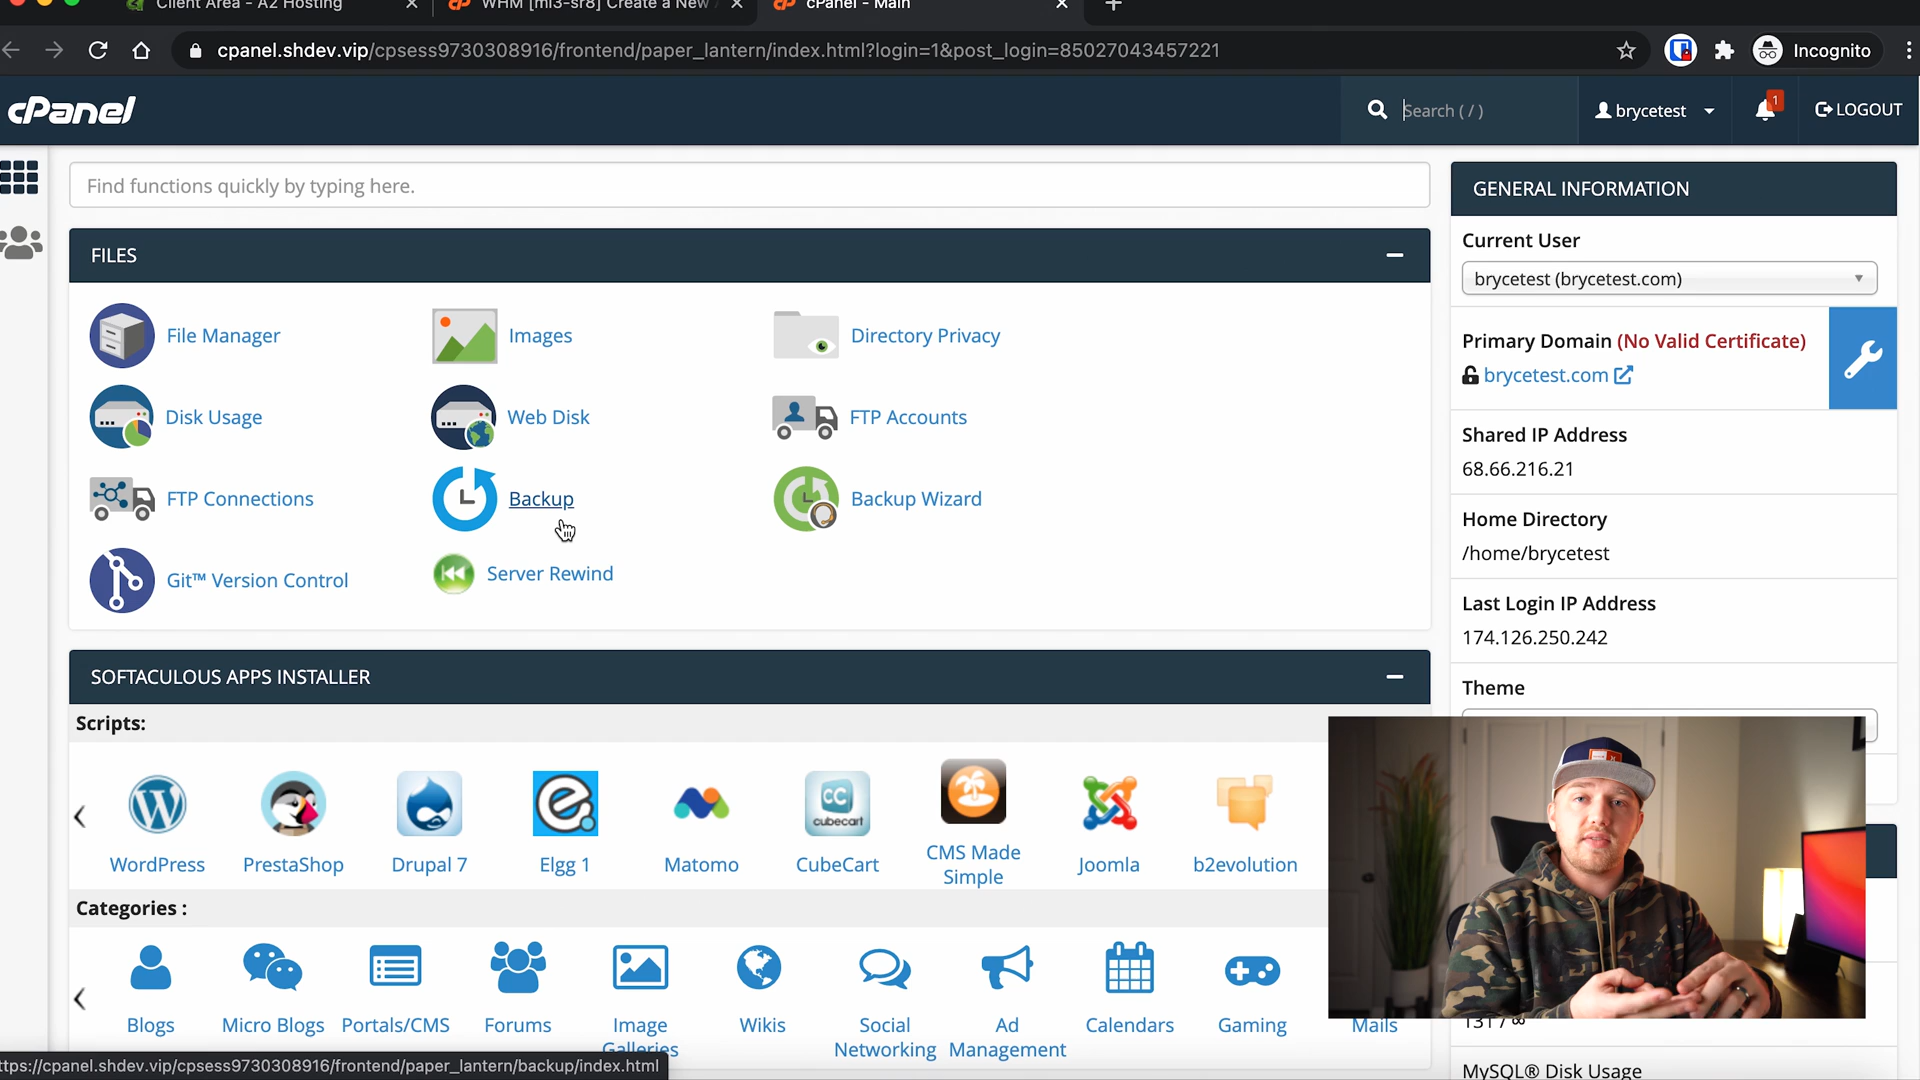 Client Area - A2 Hosting
WHM [mi3-sr8] Create a New
cPanel - Main
cpanel.shdev.vip/cpsess9730308916/frontend/paper_lantern/index.html?login=1&post_login=85027043457221
Incognito
cPanel
Search ( / )
brycetest
1
LOGOUT
Find functions quickly by typing here.
FILES
File Manager
Images
Directory Privacy
Disk Usage
Web Disk
FTP Accounts
FTP Connections
Backup
Backup Wizard
Git™ Version Control
Server Rewind
SOFTACULOUS APPS INSTALLER
Scripts:
WordPress
PrestaShop
Drupal 7
Elgg 1
Matomo
CC
cubecart
CubeCart
CMS Made
Simple
Joomla
b2evolution
Categories :
Blogs
Micro Blogs
Portals/CMS
Forums
Image
Galleries
Wikis
Social
Networking
Ad
Management
Calendars
Gaming
Mails
GENERAL INFORMATION
Current User
brycetest (brycetest.com)
Primary Domain (No Valid Certificate)
brycetest.com
Shared IP Address
68.66.216.21
Home Directory
/home/brycetest
Last Login IP Address
174.126.250.242
Theme
MySQL® Disk Usage
ttps://cpanel.shdev.vip/cpsess9730308916/frontend/paper_lantern/backup/index.html